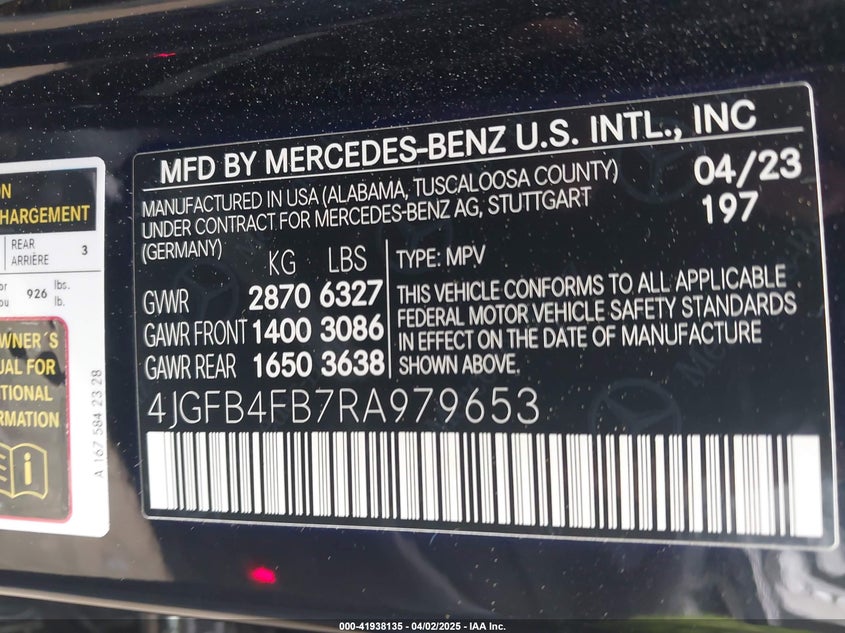 ON
HARGEMENT
REAR
ARRIÈRE 3
or
ou 926 lbs.
lb.
WNER´S
UAL FOR
ITIONAL
RMATION
A 167 584 23 28
MFD BY MERCEDES-BENZ U.S. INTL., INC
MANUFACTURED IN USA (ALABAMA, TUSCALOOSA COUNTY) 04/23
UNDER CONTRACT FOR MERCEDES-BENZ AG, STUTTGART 197
(GERMANY)
KG LBS
GVWR 2870 6327
GAWR FRONT 1400 3086
GAWR REAR 1650 3638
TYPE: MPV
THIS VEHICLE CONFORMS TO ALL APPLICABLE
FEDERAL MOTOR VEHICLE SAFETY STANDARDS
IN EFFECT ON THE DATE OF MANUFACTURE
SHOWN ABOVE.
4JGFB4FB7RA979653
000-41938135 - 04/02/2025 - IAA Inc.